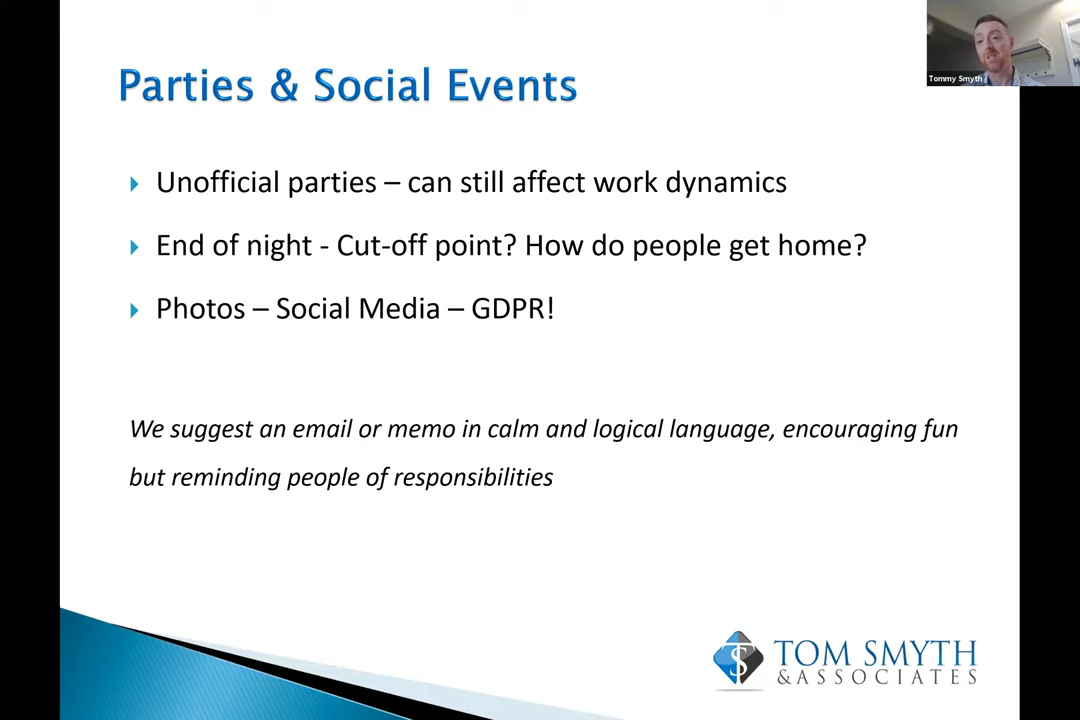 Parties & Social Events
Tommy Smyth
Unofficial parties – can still affect work dynamics
End of night - Cut-off point? How do people get home?
Photos – Social Media – GDPR!
We suggest an email or memo in calm and logical language, encouraging fun
but reminding people of responsibilities
TS
TOM SMYTH
& ASSOCIATES